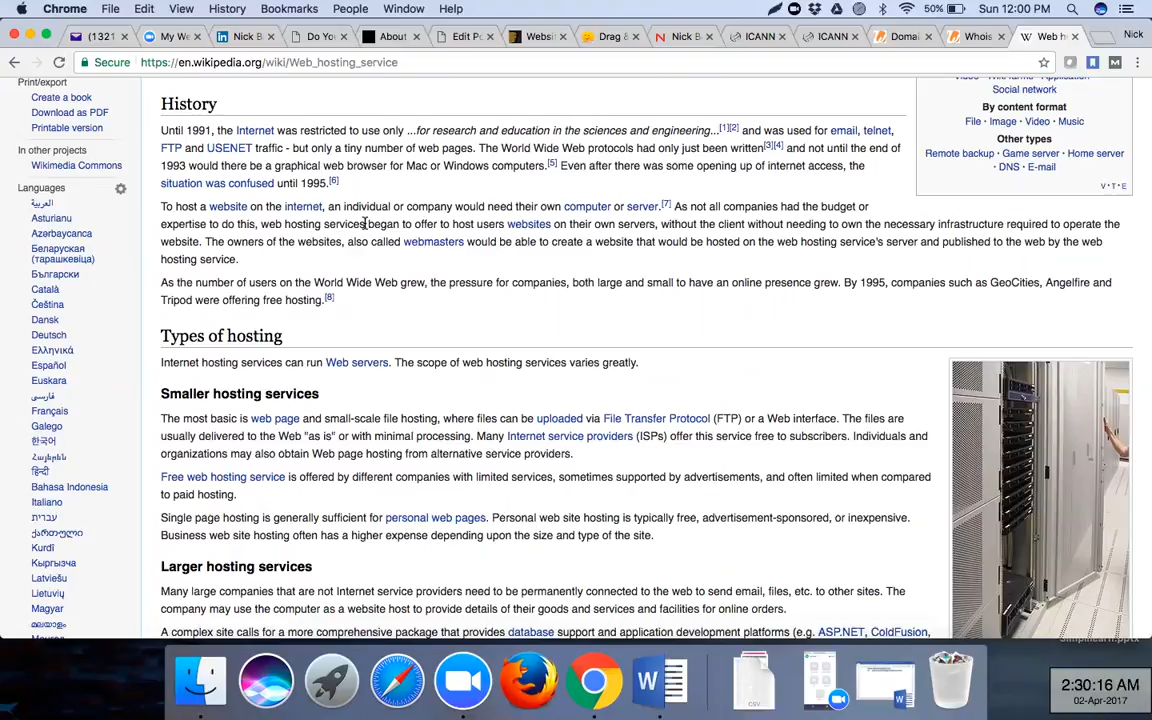 Chrome File Edit View History Bookmarks People Window Help 50% Sun 12:00 PM
(1321 My We Nick B Do Yo About Edit Po Websi Drag & Nick B ICANN ICANN Domai Whois Web h Nick
Secure https://en.wikipedia.org/wiki/Web_hosting_service
Print/export
Create a book
Download as PDF
Printable version
In other projects
Wikimedia Commons
Languages
العربية
Asturianu
Azərbaycanca
Беларуская
(тарашкевіца)
Български
Català
Čeština
Dansk
Deutsch
Ελληνικά
Español
Euskara
فارسی
Français
Galego
한국어
Հայերեն
हिन्दी
Bahasa Indonesia
Italiano
עברית
ქართული
Kurdî
Кыргызча
Latviešu
Lietuvių
Magyar
മലയാളം
History
Until 1991, the Internet was restricted to use only ...for research and education in the sciences and engineering...[1][2] and was used for email, telnet,
FTP and USENET traffic - but only a tiny number of web pages. The World Wide Web protocols had only just been written[3][4] and not until the end of
1993 would there be a graphical web browser for Mac or Windows computers.[5] Even after there was some opening up of internet access, the
situation was confused until 1995.[6]
To host a website on the internet, an individual or company would need their own computer or server.[7] As not all companies had the budget or
expertise to do this, web hosting services began to offer to host users websites on their own servers, without the client without needing to own the necessary infrastructure required to operate the
website. The owners of the websites, also called webmasters would be able to create a website that would be hosted on the web hosting service's server and published to the web by the web
hosting service.
As the number of users on the World Wide Web grew, the pressure for companies, both large and small to have an online presence grew. By 1995, companies such as GeoCities, Angelfire and
Tripod were offering free hosting.[8]
Types of hosting
Internet hosting services can run Web servers. The scope of web hosting services varies greatly.
Smaller hosting services
The most basic is web page and small-scale file hosting, where files can be uploaded via File Transfer Protocol (FTP) or a Web interface. The files are
usually delivered to the Web "as is" or with minimal processing. Many Internet service providers (ISPs) offer this service free to subscribers. Individuals and
organizations may also obtain Web page hosting from alternative service providers.
Free web hosting service is offered by different companies with limited services, sometimes supported by advertisements, and often limited when compared
to paid hosting.
Single page hosting is generally sufficient for personal web pages. Personal web site hosting is typically free, advertisement-sponsored, or inexpensive.
Business web site hosting often has a higher expense depending upon the size and type of the site.
Larger hosting services
Many large companies that are not Internet service providers need to be permanently connected to the web to send email, files, etc. to other sites. The
company may use the computer as a website host to provide details of their goods and services and facilities for online orders.
A complex site calls for a more comprehensive package that provides database support and application development platforms (e.g. ASP.NET, ColdFusion,
Social network
By content format
File · Image · Video · Music
Other types
Remote backup · Game server · Home server
· DNS · E-mail
V·T·E
CSV
W
2:30:16 AM
02-Apr-2017